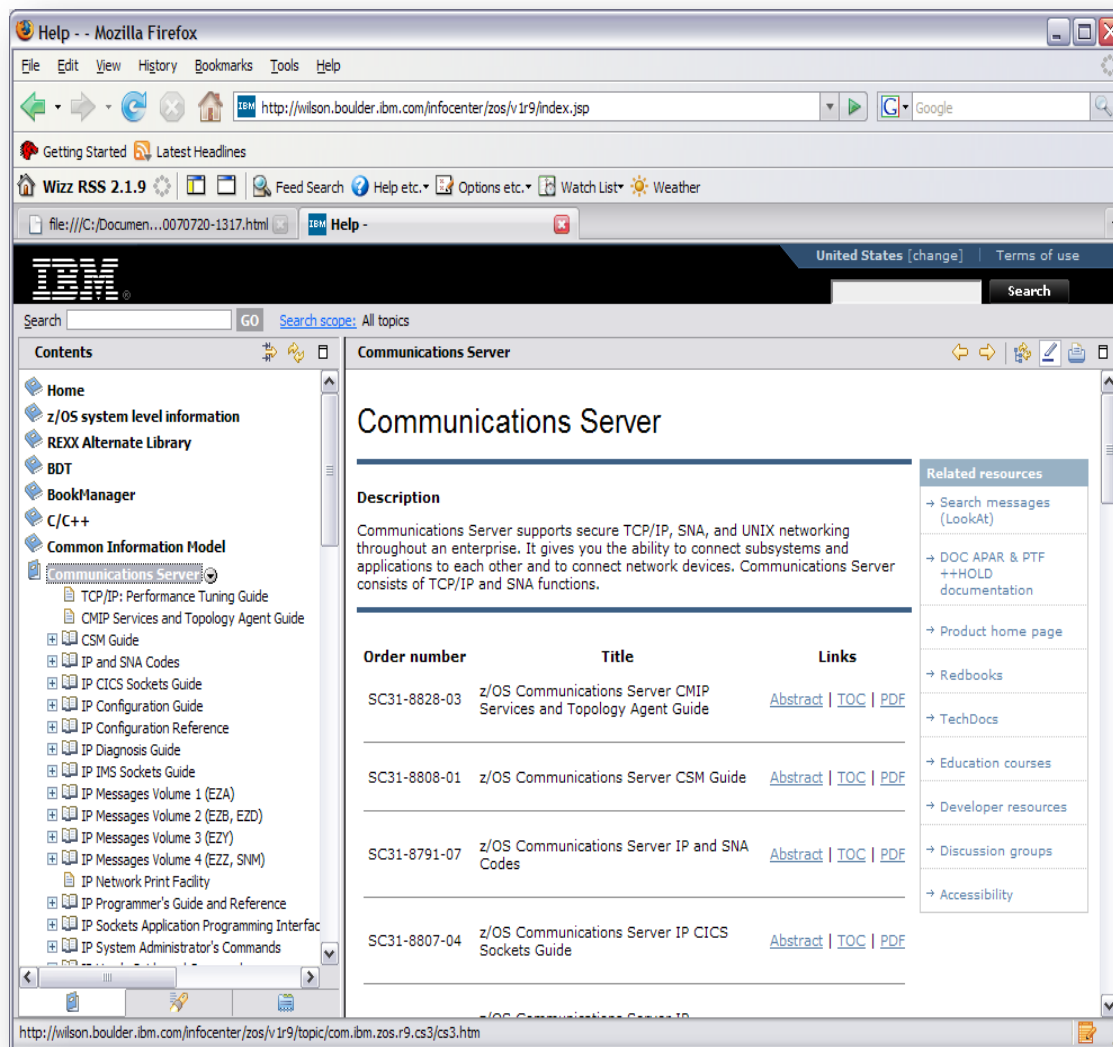 Help - - Mozilla Firefox
File Edit View History Bookmarks Tools Help
IBM http://wilson.boulder.ibm.com/infocenter/zos/v1r9/index.jsp G Google
Getting Started Latest Headlines
Wizz RSS 2.1.9 Feed Search Help etc. Options etc. Watch List Weather
file:///C:/Documen...0070720-1317.html IBM Help -
United States [change] | Terms of use
IBM®
Search
Search GO Search scope: All topics
Contents
Home
z/OS system level information
REXX Alternate Library
BDT
BookManager
C/C++
Common Information Model
Communications Server
TCP/IP: Performance Tuning Guide
CMIP Services and Topology Agent Guide
CSM Guide
IP and SNA Codes
IP CICS Sockets Guide
IP Configuration Guide
IP Configuration Reference
IP Diagnosis Guide
IP IMS Sockets Guide
IP Messages Volume 1 (EZA)
IP Messages Volume 2 (EZB, EZD)
IP Messages Volume 3 (EZY)
IP Messages Volume 4 (EZZ, SNM)
IP Network Print Facility
IP Programmer's Guide and Reference
IP Sockets Application Programming Interfac
IP System Administrator's Commands
Communications Server
Communications Server
Description
Communications Server supports secure TCP/IP, SNA, and UNIX networking
throughout an enterprise. It gives you the ability to connect subsystems and
applications to each other and to connect network devices. Communications Server
consists of TCP/IP and SNA functions.
Order number Title Links
SC31-8828-03 z/OS Communications Server CMIP
Services and Topology Agent Guide Abstract | TOC | PDF
SC31-8808-01 z/OS Communications Server CSM Guide Abstract | TOC | PDF
SC31-8791-07 z/OS Communications Server IP and SNA
Codes Abstract | TOC | PDF
SC31-8807-04 z/OS Communications Server IP CICS
Sockets Guide Abstract | TOC | PDF
z/OS Communications Server IP
Related resources
Search messages
(LookAt)
DOC APAR & PTF
++HOLD
documentation
Product home page
Redbooks
TechDocs
Education courses
Developer resources
Discussion groups
Accessibility
http://wilson.boulder.ibm.com/infocenter/zos/v1r9/topic/com.ibm.zos.r9.cs3/cs3.htm